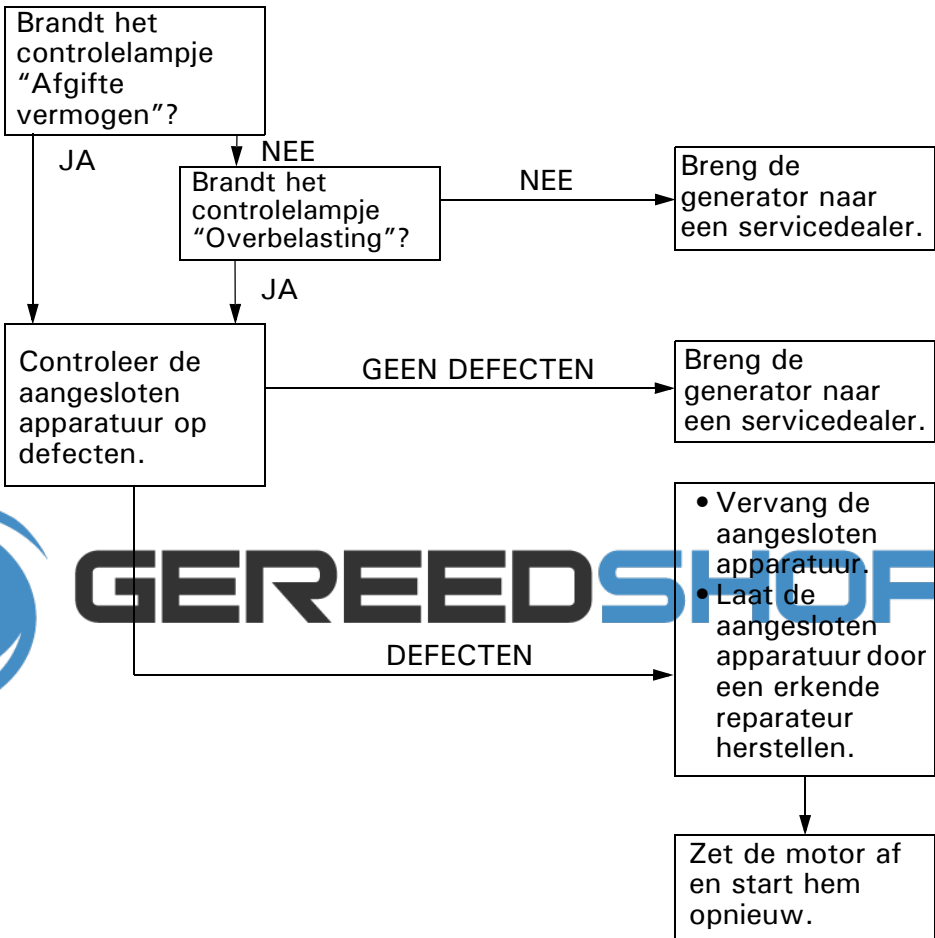 Brandt het
controlelampje
“Afgifte
vermogen”?
JA
NEE
Brandt het
controlelampje
“Overbelasting”?
NEE
Breng de
generator naar
een servicedealer.
JA
Controleer de
aangesloten
apparatuur op
defecten.
GEEN DEFECTEN
Breng de
generator naar
een servicedealer.
• Vervang de
aangesloten
apparatuur.
• Laat de
aangesloten
apparatuur door
een erkende
reparateur
herstellen.
GEREEDSHOP
DEFECTEN
Zet de motor af
en start hem
opnieuw.